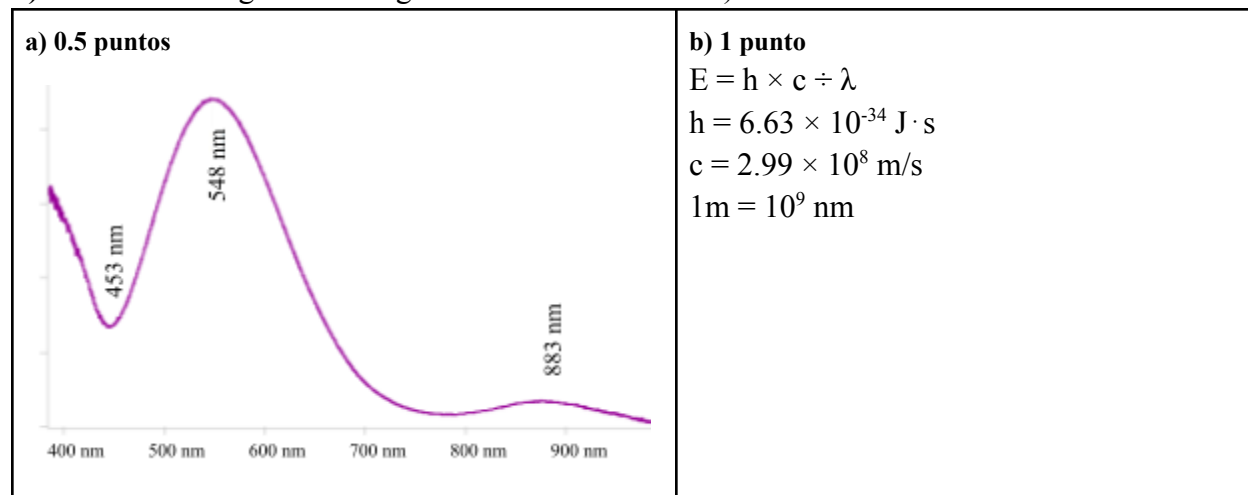 a) 0.5 puntos
453 nm
548 nm
883 nm
400 nm 500 nm 600 nm 700 nm 800 nm 900 nm
b) 1 punto
E = h × c ÷ λ
h = 6.63 × 10⁻³⁴ J · s
c = 2.99 × 10⁸ m/s
1m = 10⁹ nm